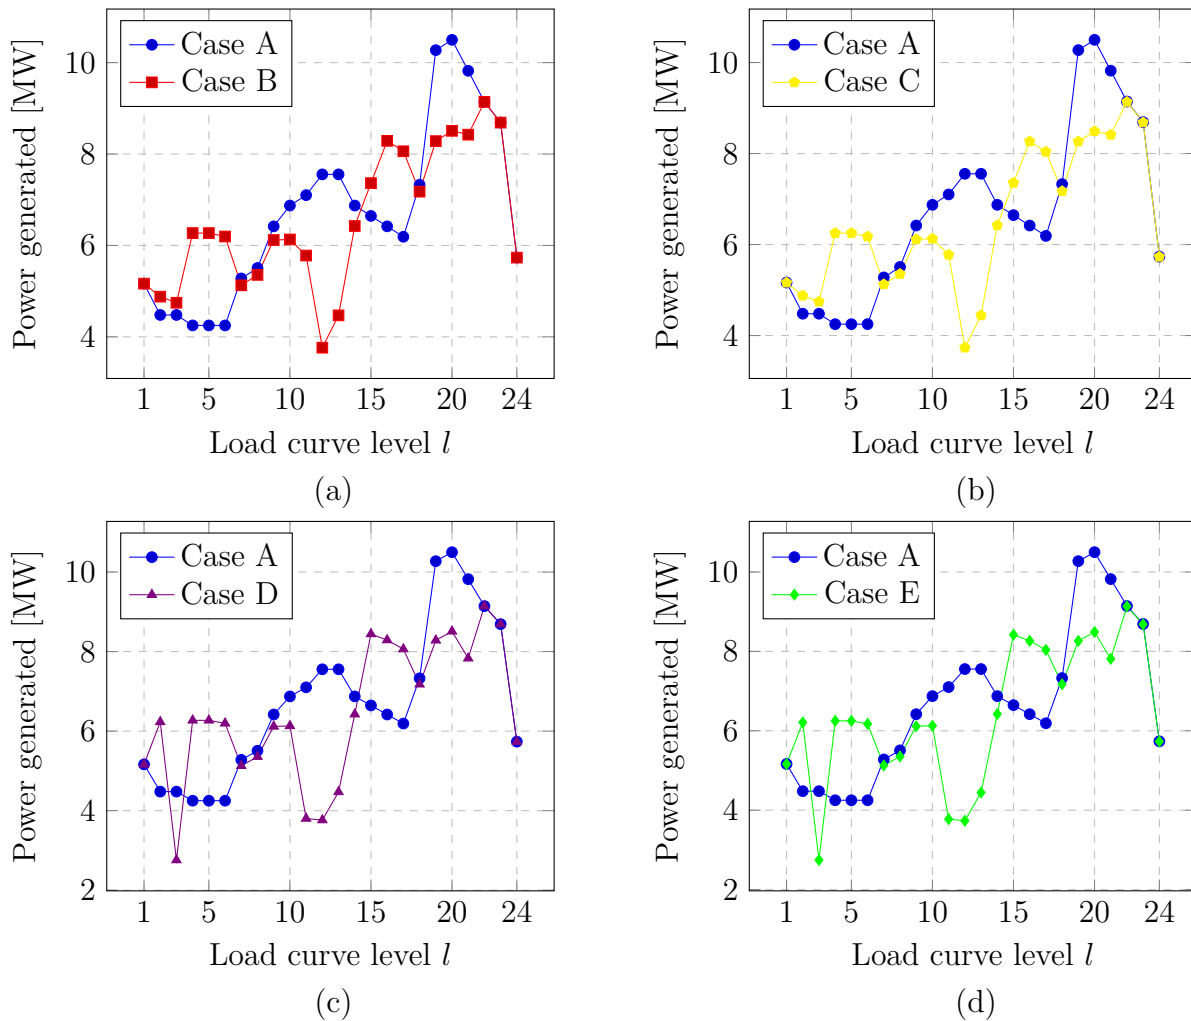 Case A
Case B
10
8
6
4
1 5 10 15 20 24
Power generated [MW]
Load curve level l
(a)
Case A
Case C
10
8
6
4
1 5 10 15 20 24
Power generated [MW]
Load curve level l
(b)
Case A
Case D
10
8
6
4
2
1 5 10 15 20 24
Power generated [MW]
Load curve level l
(c)
Case A
Case E
10
8
6
4
2
1 5 10 15 20 24
Power generated [MW]
Load curve level l
(d)